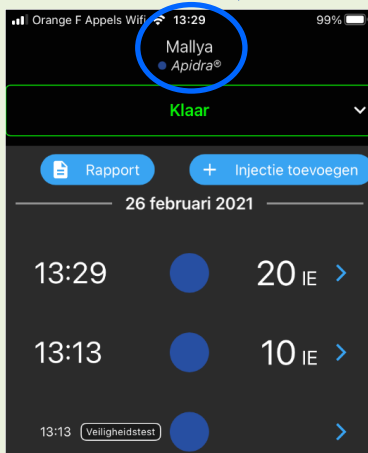 Orange F Appels Wifi 13:29 99%
Mallya
Apidra®
Klaar
Rapport + Injectie toevoegen
26 februari 2021
13:29 20 IE
13:13 10 IE
13:13 Veiligheidstest